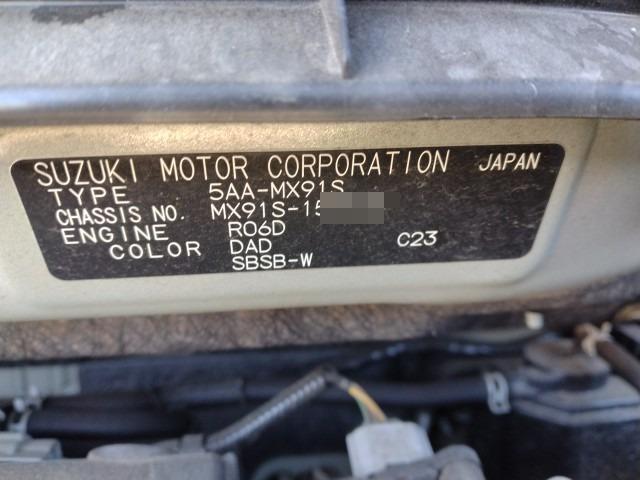 SUZUKI MOTOR CORPORATION JAPAN
TYPE 5AA-MX91S
CHASSIS NO. MX91S-15
ENGINE R06D
COLOR DAD C23
SBSB-W